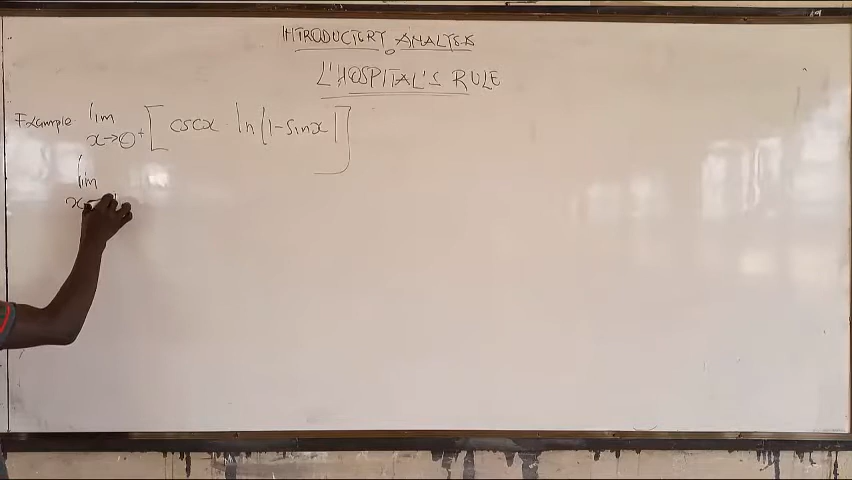 INTRODUCTORY ANALYSIS
L'HOSPITAL'S RULE
Example lim x→0+ [cscx · ln(1-sinx)]
lim x